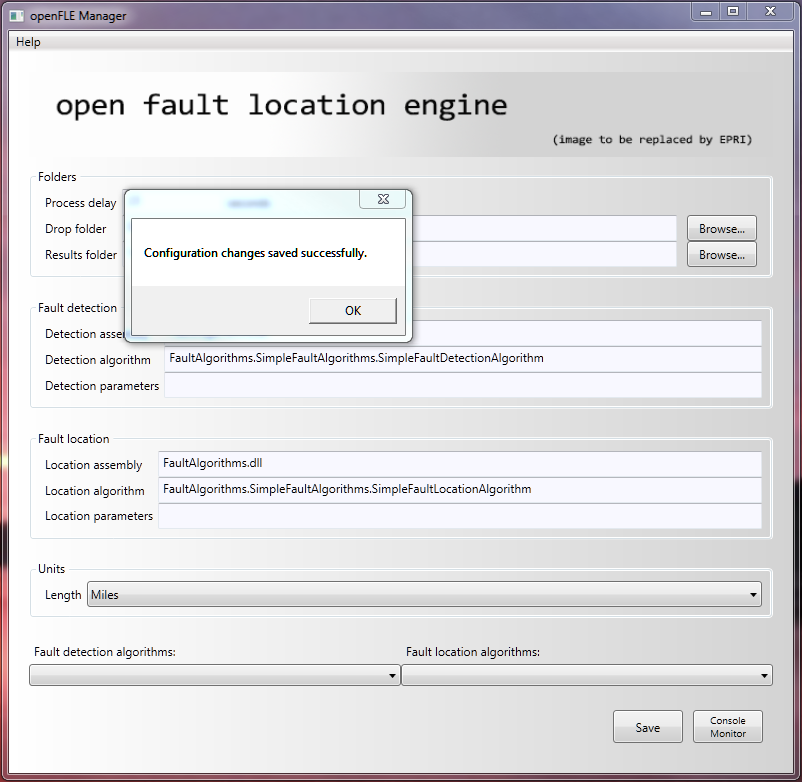 openFLE Manager
Help
open fault location engine
(image to be replaced by EPRI)
Folders
Process delay
Drop folder
Browse...
Results folder
Browse...
Configuration changes saved successfully.
OK
Fault detection
Detection
Detection algorithm FaultAlgorithms.SimpleFaultAlgorithms.SimpleFaultDetectionAlgorithm
Detection parameters
Fault location
Location assembly FaultAlgorithms.dll
Location algorithm FaultAlgorithms.SimpleFaultAlgorithms.SimpleFaultLocationAlgorithm
Location parameters
Units
Length Miles
Fault detection algorithms: Fault location algorithms:
Save
Console
Monitor